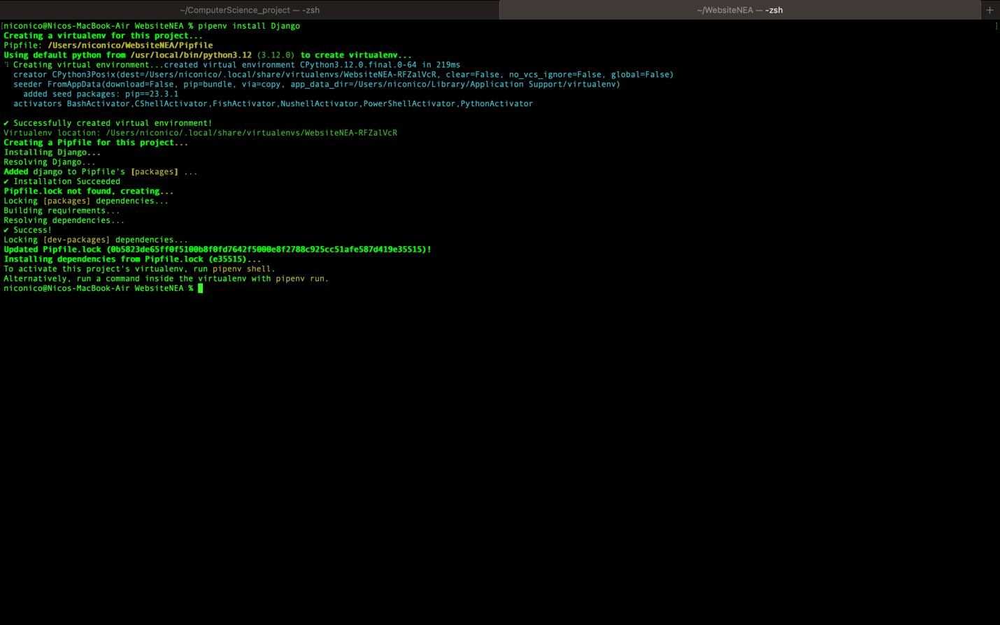 ~/ComputerScience_project — -zsh
~/WebsiteNEA — -zsh
+
[niconico@Nicos-MacBook-Air WebsiteNEA % pipenv install Django ]
Creating a virtualenv for this project...
Pipfile: /Users/niconico/WebsiteNEA/Pipfile
Using default python from /usr/local/bin/python3.12 (3.12.0) to create virtualenv...
⠹ Creating virtual environment...created virtual environment CPython3.12.0.final.0-64 in 219ms
  creator CPython3Posix(dest=/Users/niconico/.local/share/virtualenvs/WebsiteNEA-RFZalVcR, clear=False, no_vcs_ignore=False, global=False)
  seeder FromAppData(download=False, pip=bundle, via=copy, app_data_dir=/Users/niconico/Library/Application Support/virtualenv)
    added seed packages: pip==23.3.1
  activators BashActivator,CShellActivator,FishActivator,NushellActivator,PowerShellActivator,PythonActivator
✔ Successfully created virtual environment!
Virtualenv location: /Users/niconico/.local/share/virtualenvs/WebsiteNEA-RFZalVcR
Creating a Pipfile for this project...
Installing Django...
Resolving Django...
Added django to Pipfile's [packages] ...
✔ Installation Succeeded
Pipfile.lock not found, creating...
Locking [packages] dependencies...
Building requirements...
Resolving dependencies...
✔ Success!
Locking [dev-packages] dependencies...
Updated Pipfile.lock (0b5823de65ff0f5100b8f0fd7642f5000e8f2788c925cc51afe587d419e35515)!
Installing dependencies from Pipfile.lock (e35515)...
To activate this project's virtualenv, run pipenv shell.
Alternatively, run a command inside the virtualenv with pipenv run.
niconico@Nicos-MacBook-Air WebsiteNEA %